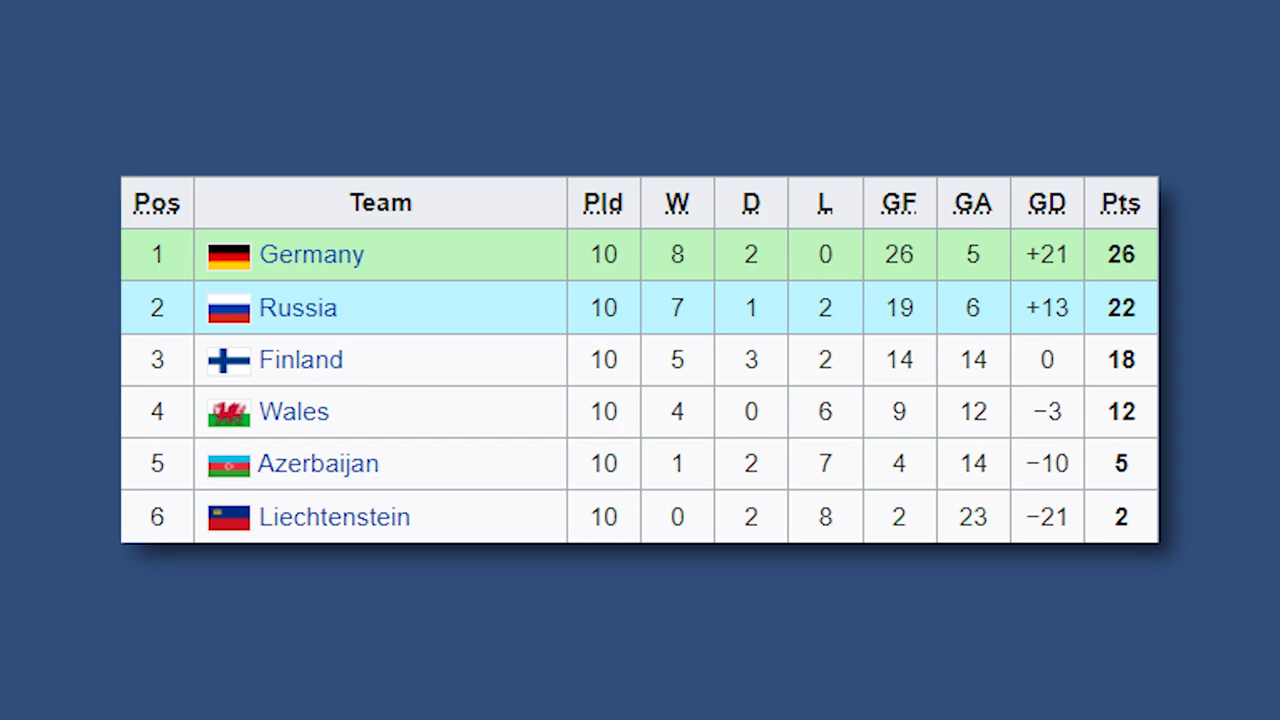 Pos Team Pld W D L GF GA GD Pts
1 Germany 10 8 2 0 26 5 +21 26
2 Russia 10 7 1 2 19 6 +13 22
3 Finland 10 5 3 2 14 14 0 18
4 Wales 10 4 0 6 9 12 −3 12
5 Azerbaijan 10 1 2 7 4 14 −10 5
6 Liechtenstein 10 0 2 8 2 23 −21 2